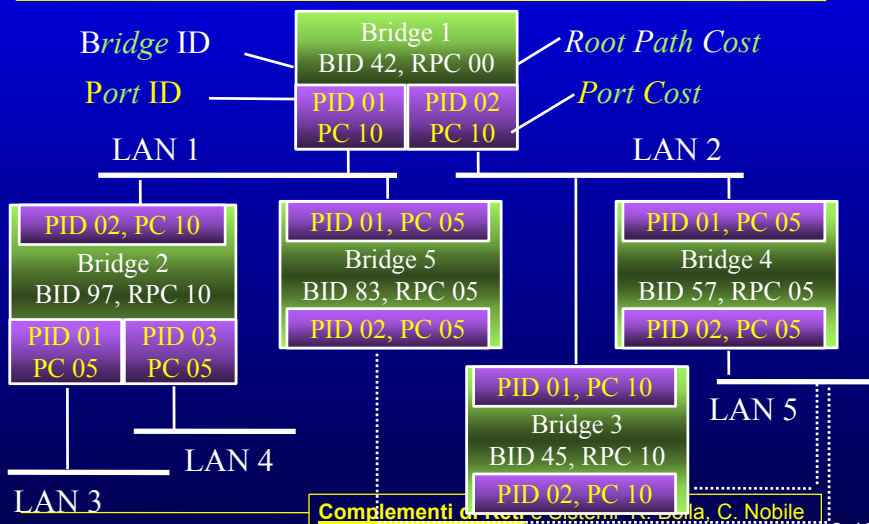 Bridge ID
Port ID
Bridge 1
BID 42, RPC 00
PID 01
PC 10
PID 02
PC 10
Root Path Cost
Port Cost
LAN 1
LAN 2
PID 02, PC 10
Bridge 2
BID 97, RPC 10
PID 01
PC 05
PID 03
PC 05
PID 01, PC 05
Bridge 5
BID 83, RPC 05
PID 02, PC 05
PID 01, PC 05
Bridge 4
BID 57, RPC 05
PID 02, PC 05
PID 01, PC 10
Bridge 3
BID 45, RPC 10
PID 02, PC 10
LAN 5
LAN 4
LAN 3
Complementi di
C. Nobile